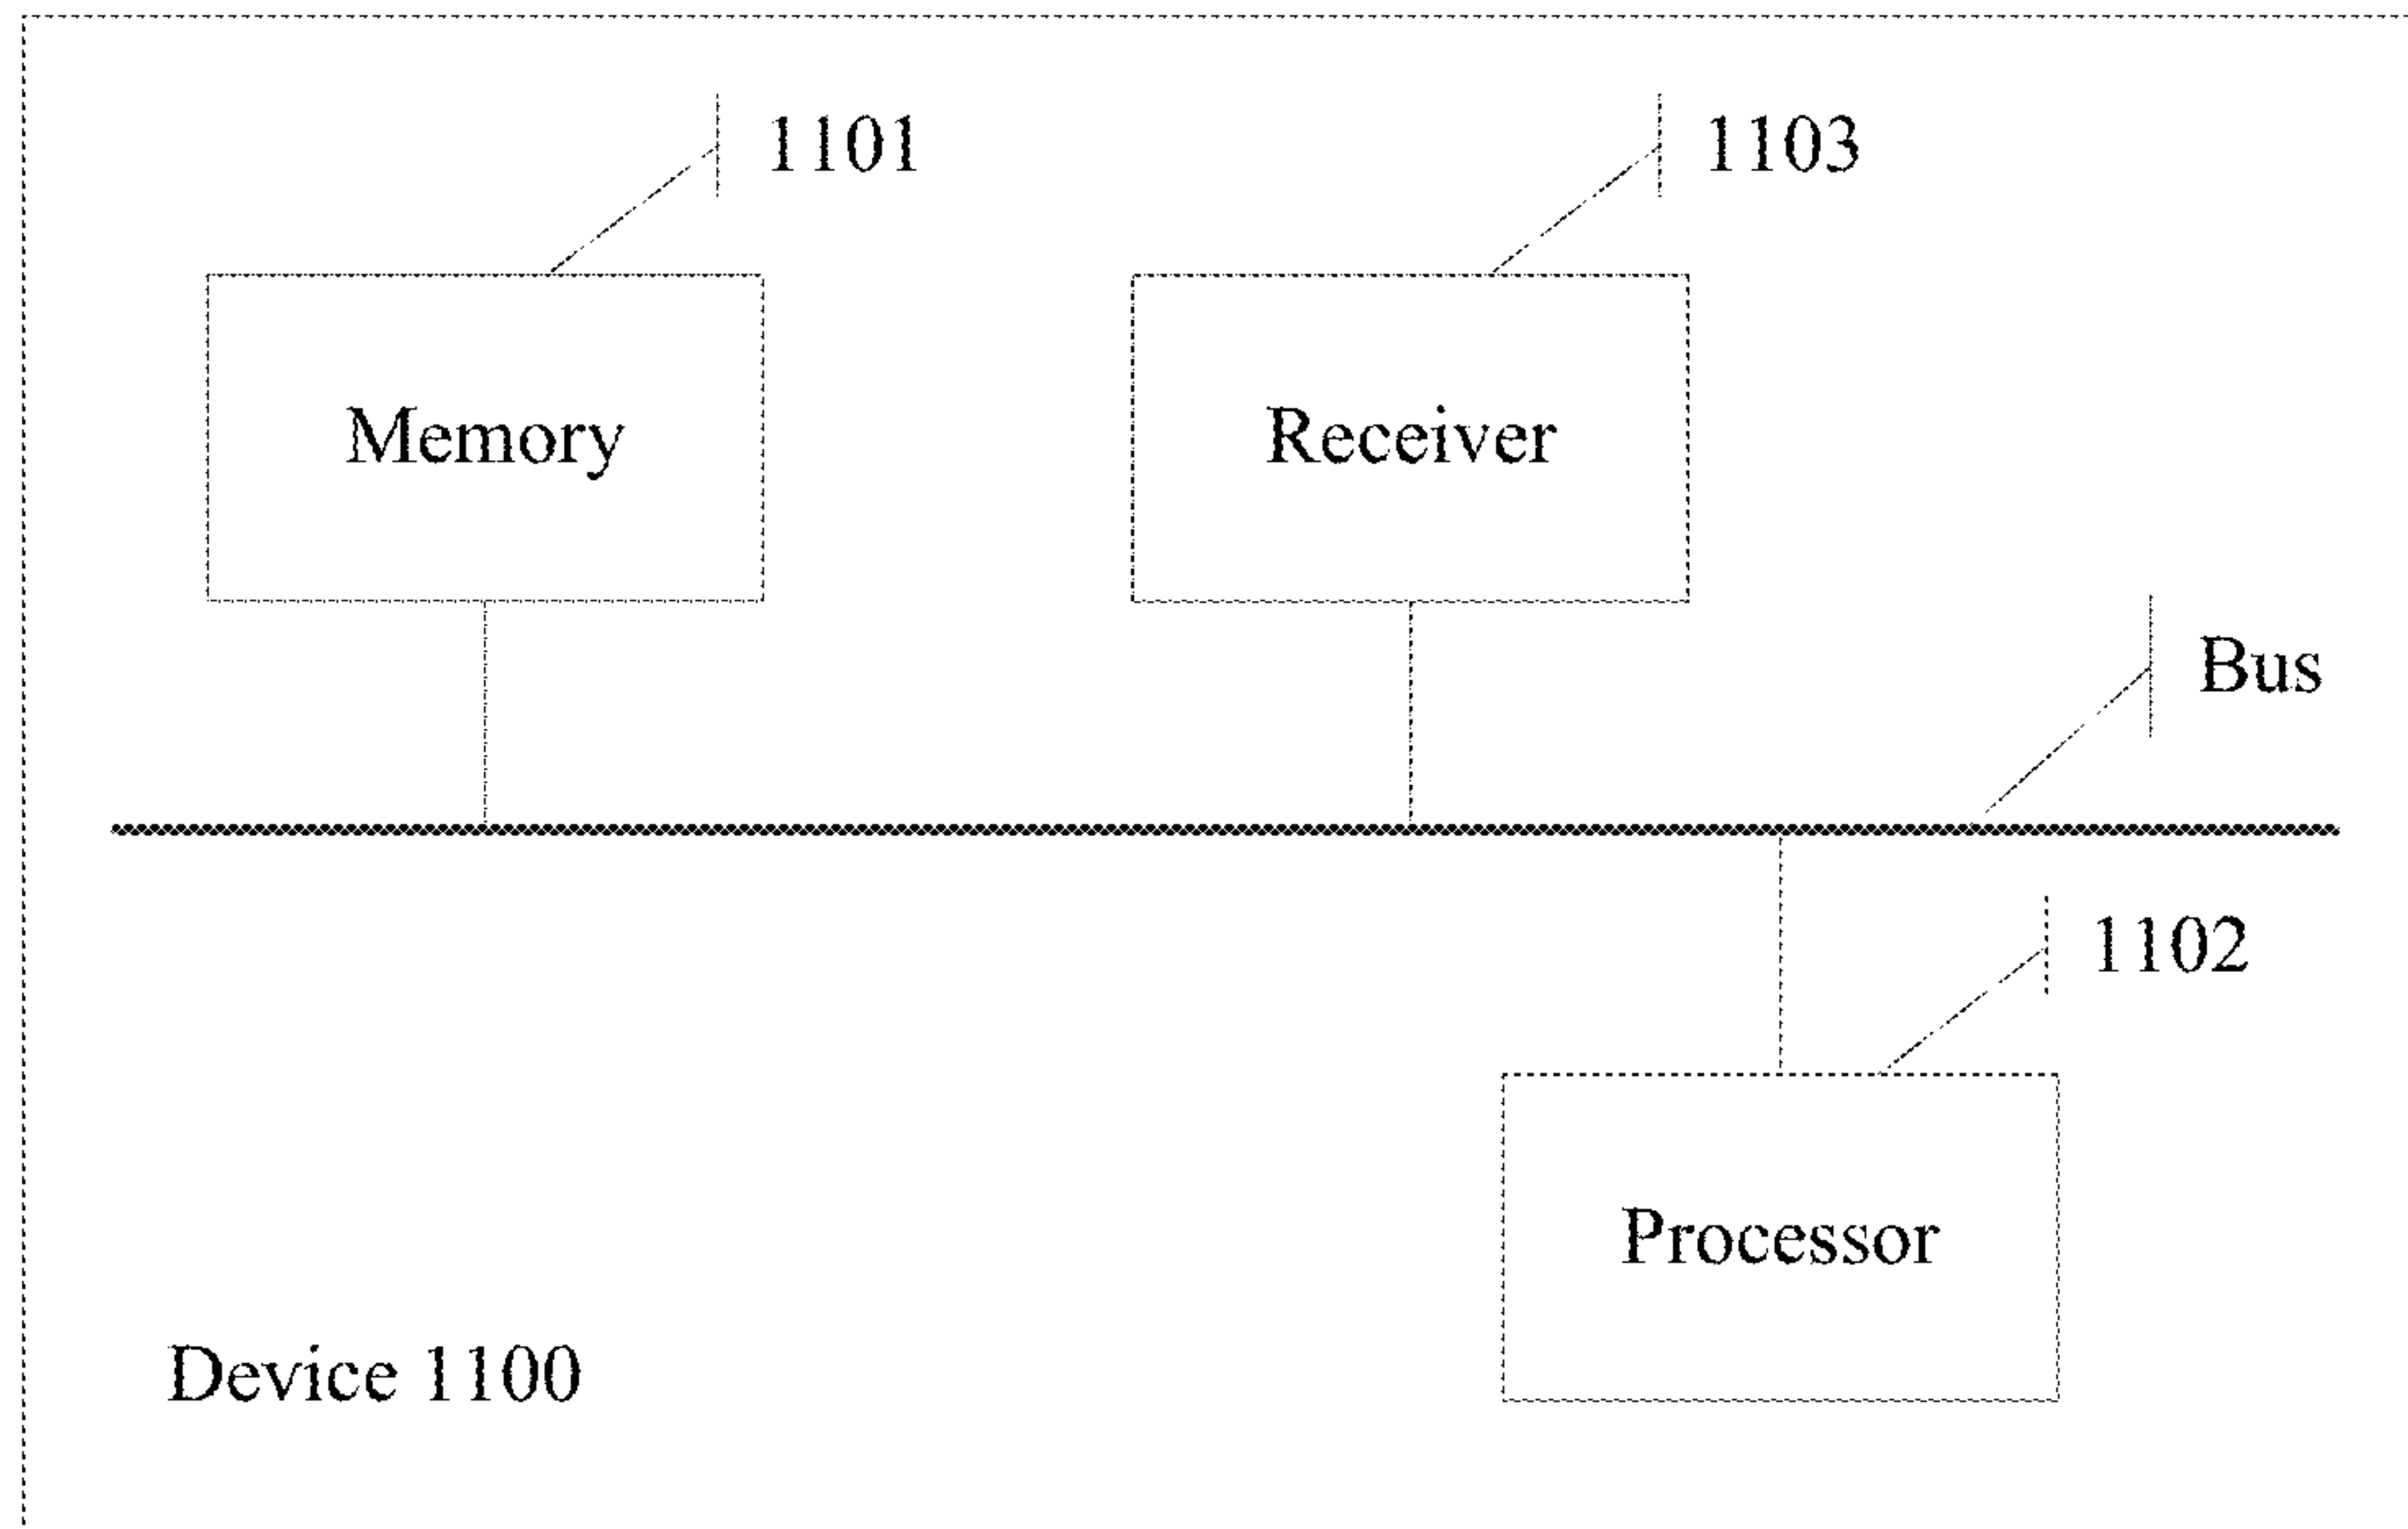 1101
1103
Memory
Receiver
Bus
1102
Processor
Device 1100